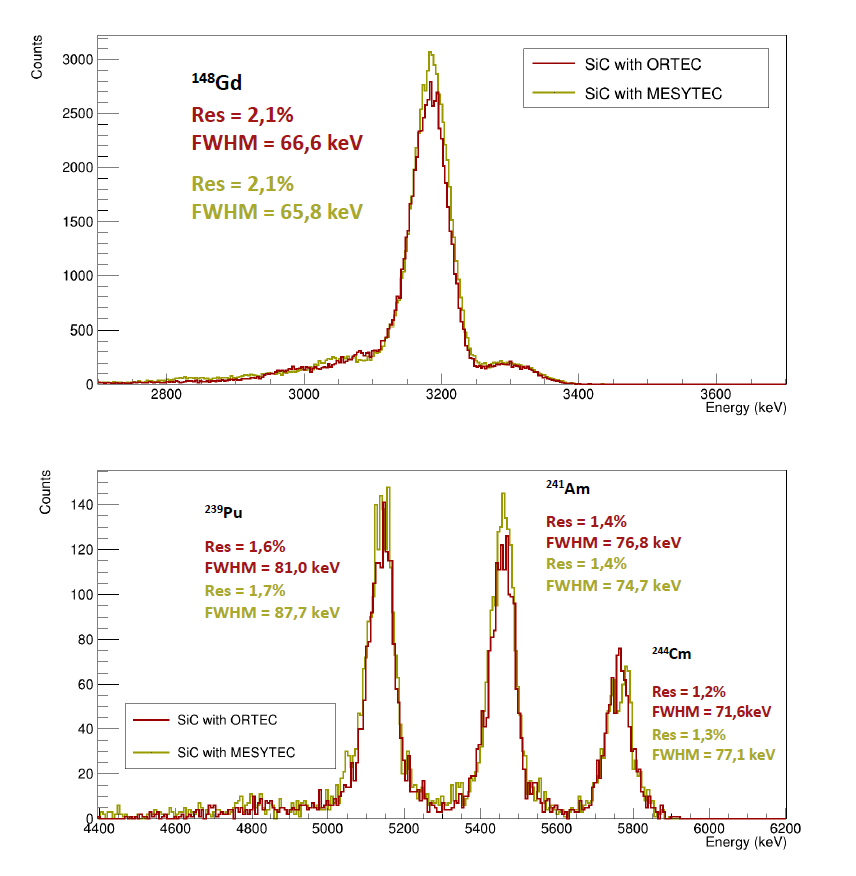 Counts
3000
2500
2000
1500
1000
500
0
¹⁴⁸Gd
Res = 2,1%
FWHM = 66,6 keV
Res = 2,1%
FWHM = 65,8 keV
SiC with ORTEC
SiC with MESYTEC
2800 3000 3200 3400 3600
Energy (keV)
Counts
140
120
100
80
60
40
20
0
²³⁹Pu
Res = 1,6%
FWHM = 81,0 keV
Res = 1,7%
FWHM = 87,7 keV
²⁴¹Am
Res = 1,4%
FWHM = 76,8 keV
Res = 1,4%
FWHM = 74,7 keV
²⁴⁴Cm
Res = 1,2%
FWHM = 71,6keV
Res = 1,3%
FWHM = 77,1 keV
SiC with ORTEC
SiC with MESYTEC
4400 4600 4800 5000 5200 5400 5600 5800 6000 6200
Energy (keV)